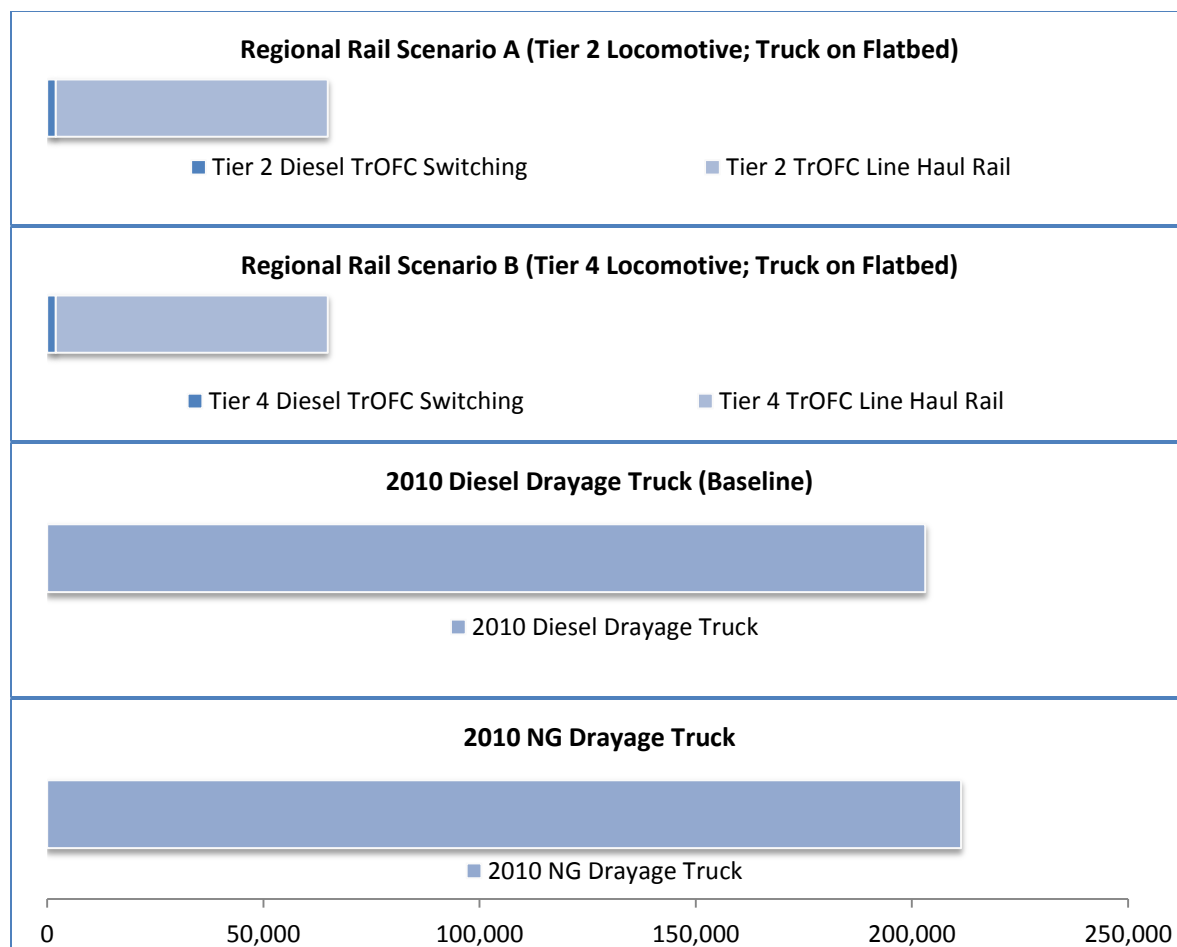 Regional Rail Scenario A (Tier 2 Locomotive; Truck on Flatbed)
Tier 2 Diesel TrOFC Switching Tier 2 TrOFC Line Haul Rail
Regional Rail Scenario B (Tier 4 Locomotive; Truck on Flatbed)
Tier 4 Diesel TrOFC Switching Tier 4 TrOFC Line Haul Rail
2010 Diesel Drayage Truck (Baseline)
2010 Diesel Drayage Truck
2010 NG Drayage Truck
2010 NG Drayage Truck
0 50,000 100,000 150,000 200,000 250,000